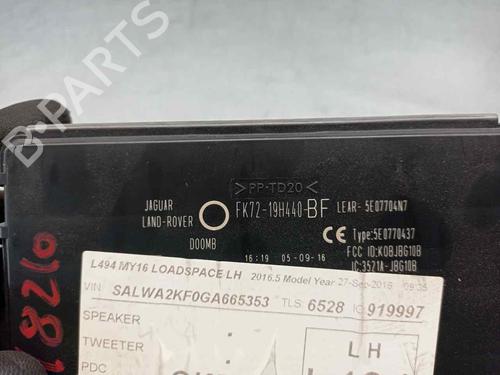 >PP-TD20<
JAGUAR
LAND-ROVER
DOOMB
FK72-19H440-BF
LEAR-5E07704N7
Type:5E0770437
FCC ID:KOBJBG10B
IC:3521A-JBG10B
16:19 05-09-16
L494 MY16 LOADSPACE LH 2016.5 Model Year 27-Sep-2016
VIN SALWA2KF0GA665353 TLS 6528 IC 919997
SPEAKER
TWEETER
PDC
LH
18210
B-PARTS